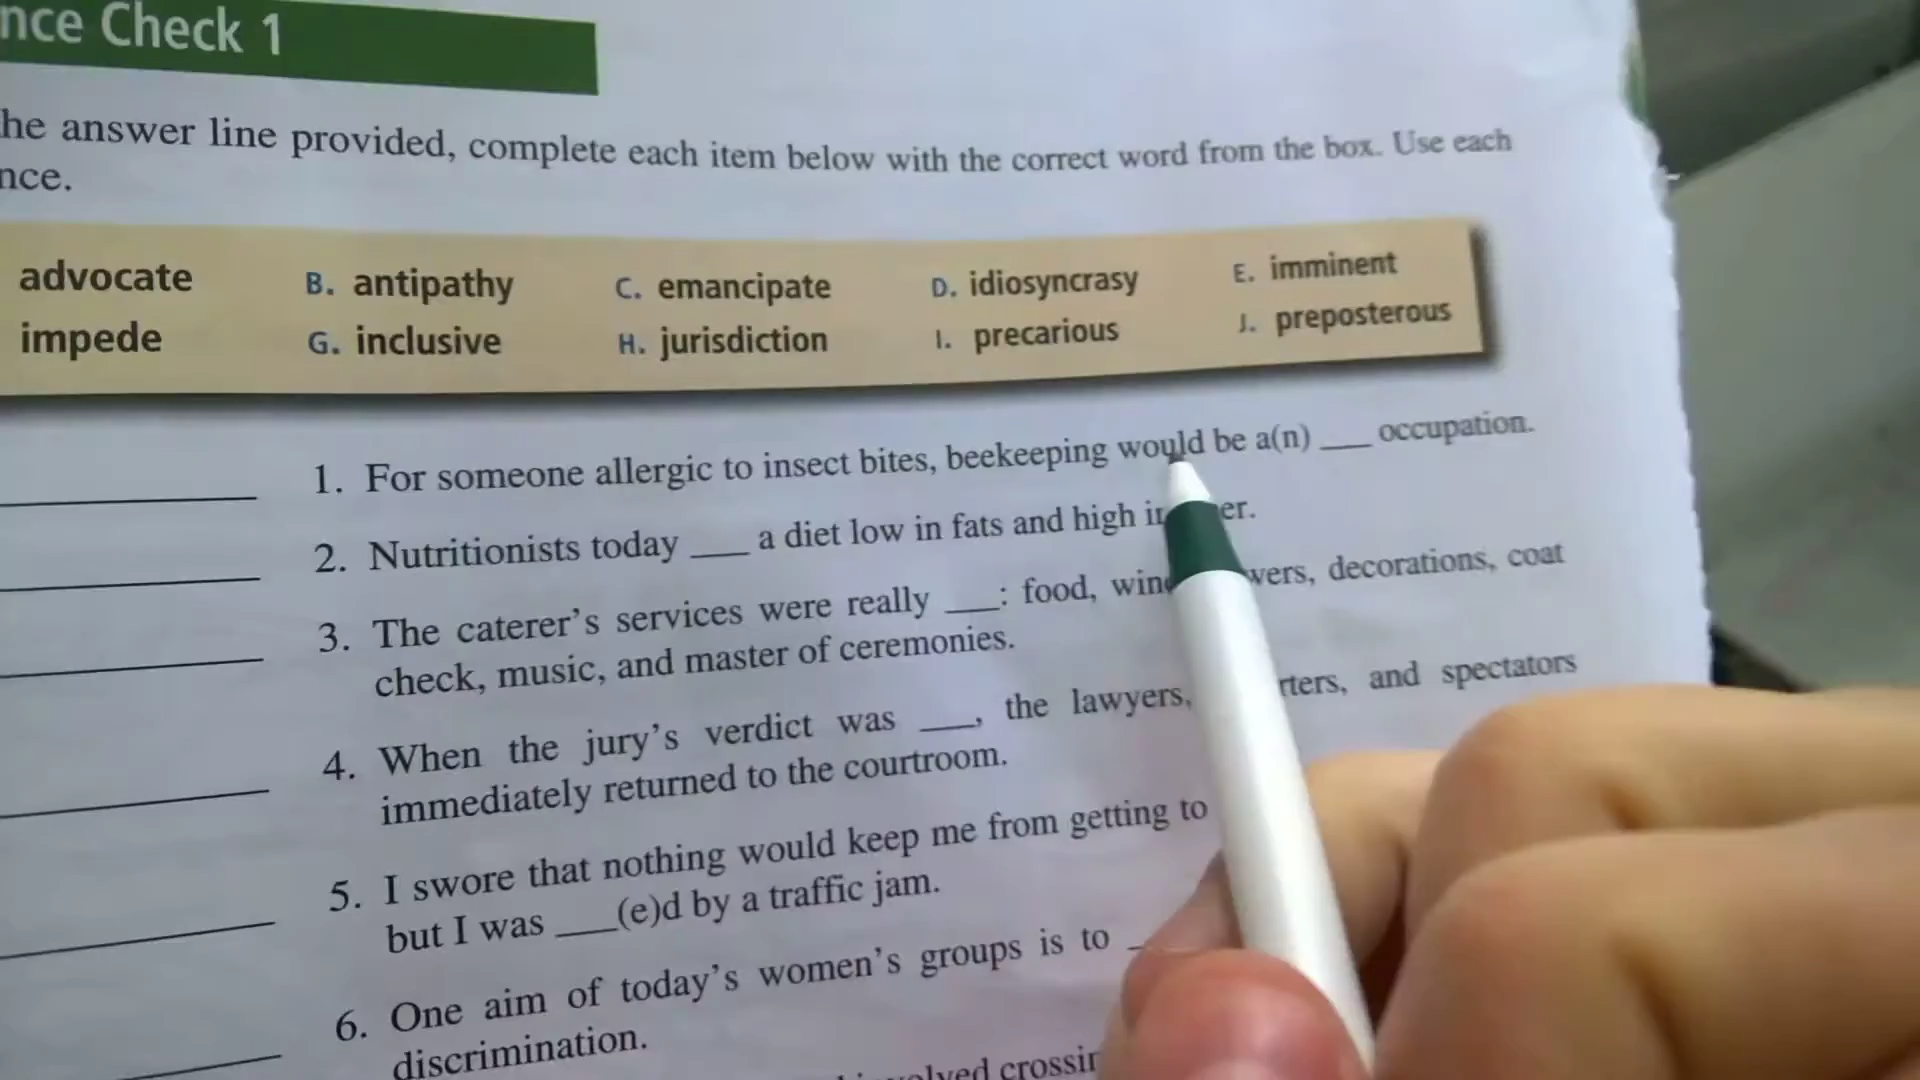 nce Check 1
he answer line provided, complete each item below with the correct word from the box. Use each
nce.
advocate B. antipathy C. emancipate D. idiosyncrasy E. imminent
impede G. inclusive H. jurisdiction I. precarious J. preposterous
1. For someone allergic to insect bites, beekeeping would be a(n) ___ occupation.
2. Nutritionists today ___ a diet low in fats and high in er.
3. The caterer's services were really ___: food, win wers, decorations, coat
check, music, and master of ceremonies.
4. When the jury's verdict was ___, the lawyers, rters, and spectators
immediately returned to the courtroom.
5. I swore that nothing would keep me from getting to
but I was ___(e)d by a traffic jam.
6. One aim of today's women's groups is to
discrimination.
olved crossin